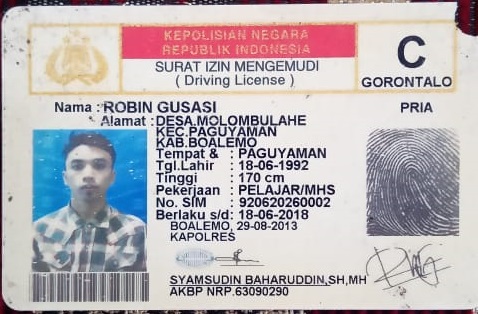 KEPOLISIAN NEGARA
REPUBLIK INDONESIA
SURAT IZIN MENGEMUDI
( Driving License )
C
GORONTALO
Nama : ROBIN GUSASI
PRIA
Alamat : DESA.MOLOMBULAHE
KEC.PAGUYAMAN
KAB.BOALEMO
Tempat & : PAGUYAMAN
Tgl.Lahir : 18-06-1992
Tinggi : 170 cm
Pekerjaan : PELAJAR/MHS
No. SIM : 920620260002
Berlaku s/d : 18-06-2018
BOALEMO, 29-08-2013
KAPOLRES
SYAMSUDIN BAHARUDDIN,SH,MH
AKBP NRP.63090290